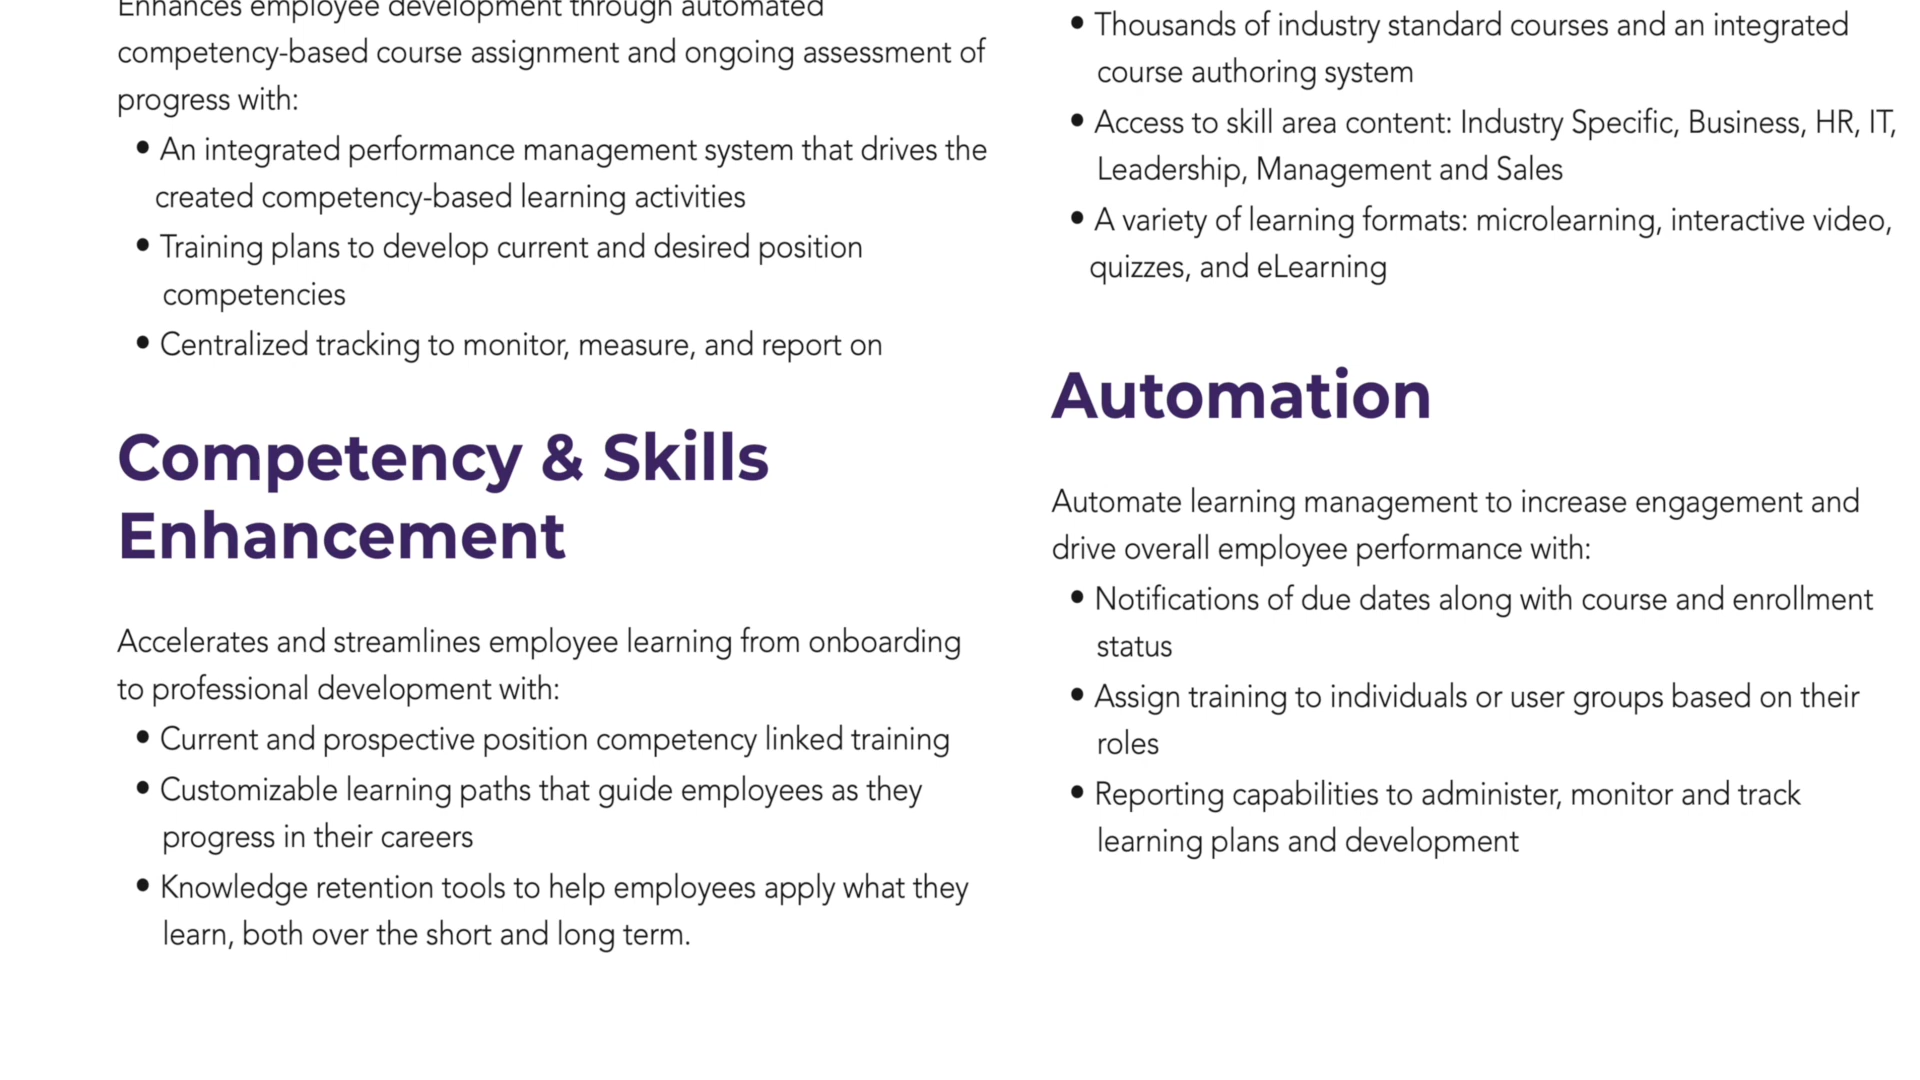 Enhances employee development through automated
competency-based course assignment and ongoing assessment of
progress with:
• An integrated performance management system that drives the
created competency-based learning activities
• Training plans to develop current and desired position
competencies
• Centralized tracking to monitor, measure, and report on
Competency & Skills
Enhancement
Accelerates and streamlines employee learning from onboarding
to professional development with:
• Current and prospective position competency linked training
• Customizable learning paths that guide employees as they
progress in their careers
• Knowledge retention tools to help employees apply what they
learn, both over the short and long term.
• Thousands of industry standard courses and an integrated
course authoring system
• Access to skill area content: Industry Specific, Business, HR, IT,
Leadership, Management and Sales
• A variety of learning formats: microlearning, interactive video,
quizzes, and eLearning
Automation
Automate learning management to increase engagement and
drive overall employee performance with:
• Notifications of due dates along with course and enrollment
status
• Assign training to individuals or user groups based on their
roles
• Reporting capabilities to administer, monitor and track
learning plans and development